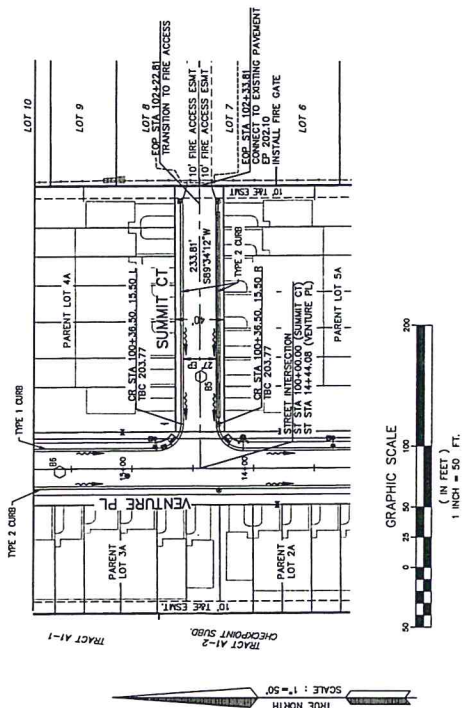 LOT 10
LOT 9
LOT 8
EOP STA 102+22.81
TRANSITION TO FIRE ACCESS
10' FIRE ACCESS ESMT
10' FIRE ACCESS ESMT
LOT 7
EOP STA 102+33.81
CONNECT TO EXISTING PAVEMENT
EP 202.10
INSTALL FIRE GATE
LOT 6
10' T&E ESMT
PARENT LOT 4A
SUMMIT CT
233.81'
S89°34'12"W
TYPE 2 CURB
CR STA 100+36.50, 15.50 L
TBC 203.77
CR STA 100+36.50, 15.50 R
TBC 203.77
PARENT LOT 5A
STREET INTERSECTION
ST STA 100+00.00 (SUMMIT CT)
ST STA 14+44.08 (VENTURE PL)
27'
B5
TYPE 1 CURB
TYPE 2 CURB
B6
15+00
14+00
VENTURE PL
PARENT
LOT 3A
PARENT
LOT 2A
10' T&E ESMT.
TRACT A1-1
TRACT A1-2
CHECKPOINT SUBD.
GRAPHIC SCALE
50 0 25 50 100 200
( IN FEET )
1 INCH = 50 FT.
TRUE NORTH
SCALE : 1"=50'